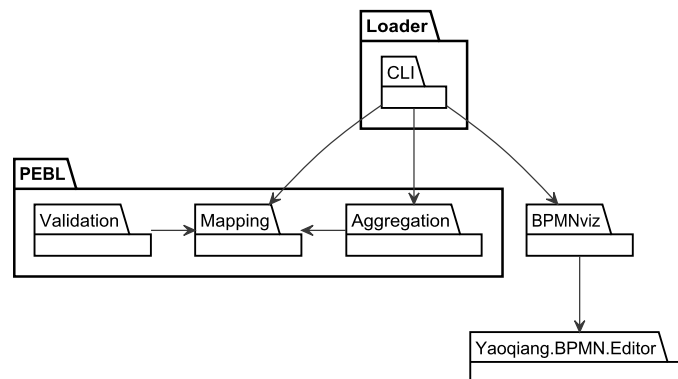 Loader
CLI
PEBL
Validation
Mapping
Aggregation
BPMNviz
Yaoqiang.BPMN.Editor